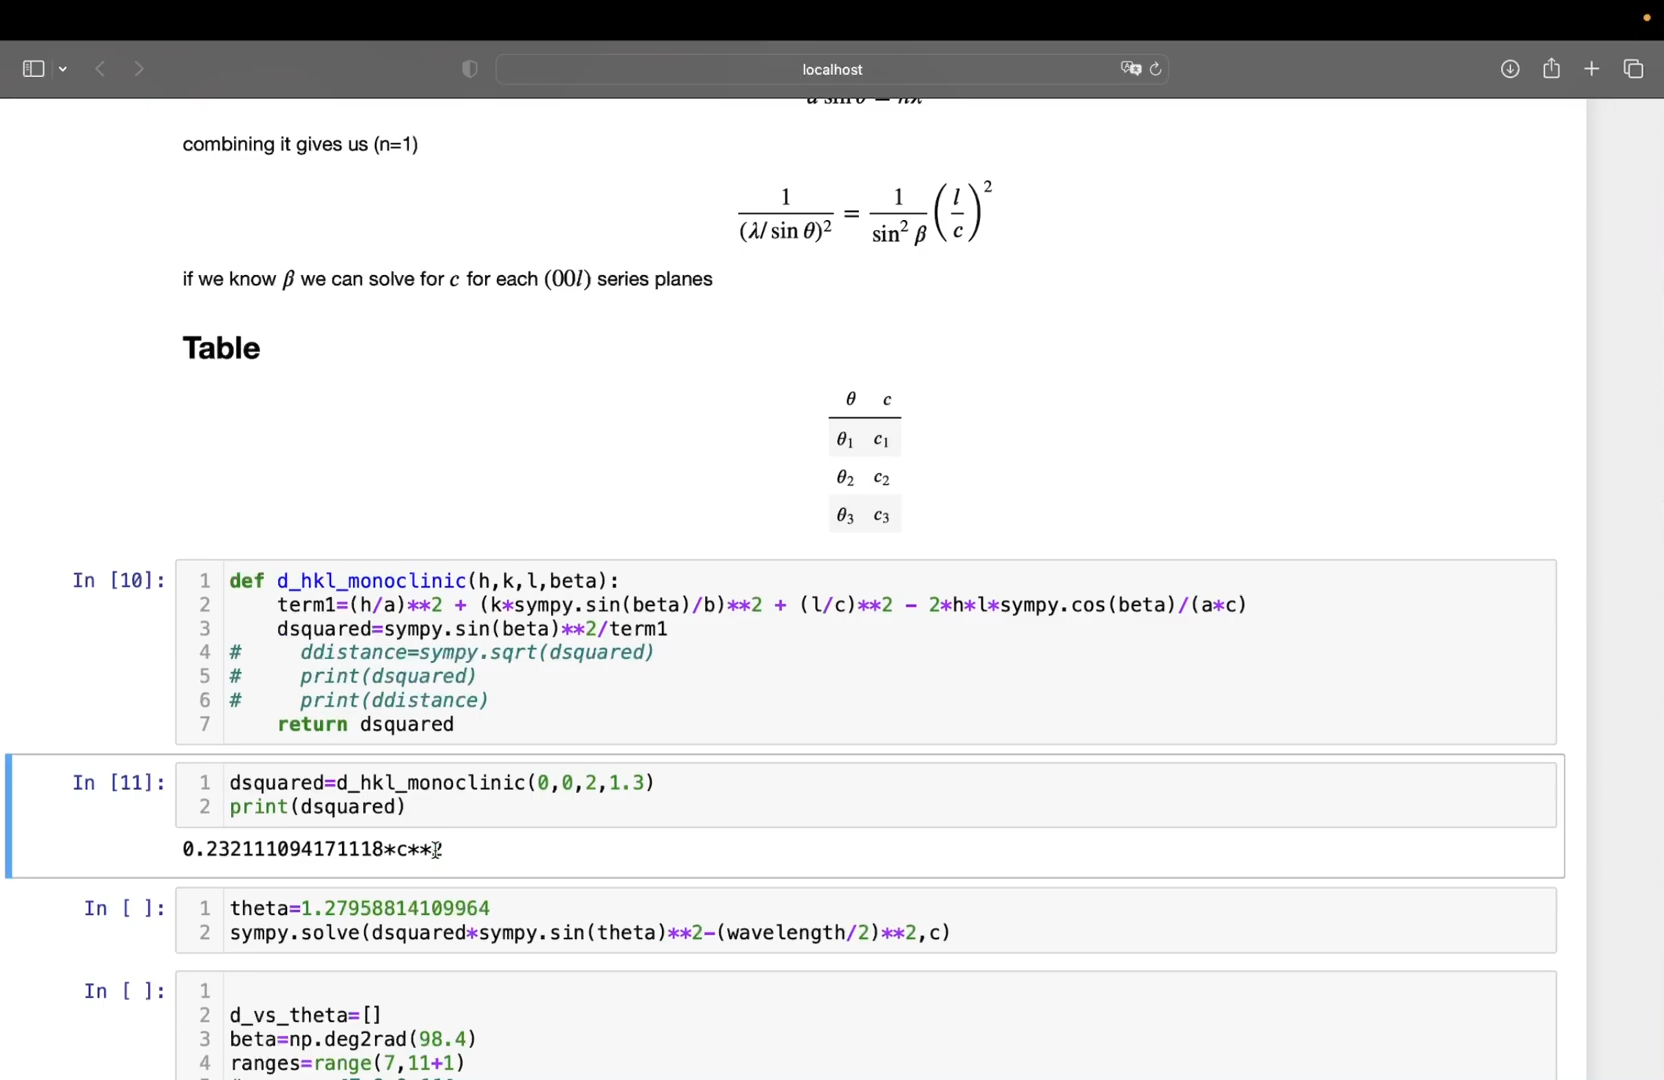 localhost
combining it gives us (n=1)
1/(λ/ sin θ)² = 1/sin² β (l/c)²
if we know β we can solve for c for each (00l) series planes
Table
θ c
θ₁ c₁
θ₂ c₂
θ₃ c₃
In [10]:
1 def d_hkl_monoclinic(h,k,l,beta):
2 term1=(h/a)**2 + (k*sympy.sin(beta)/b)**2 + (l/c)**2 - 2*h*l*sympy.cos(beta)/(a*c)
3 dsquared=sympy.sin(beta)**2/term1
4 # ddistance=sympy.sqrt(dsquared)
5 # print(dsquared)
6 # print(ddistance)
7 return dsquared
In [11]:
1 dsquared=d_hkl_monoclinic(0,0,2,1.3)
2 print(dsquared)
0.232111094171118*c**2
In [ ]:
1 theta=1.27958814109964
2 sympy.solve(dsquared*sympy.sin(theta)**2-(wavelength/2)**2,c)
In [ ]:
1
2 d_vs_theta=[]
3 beta=np.deg2rad(98.4)
4 ranges=range(7,11+1)